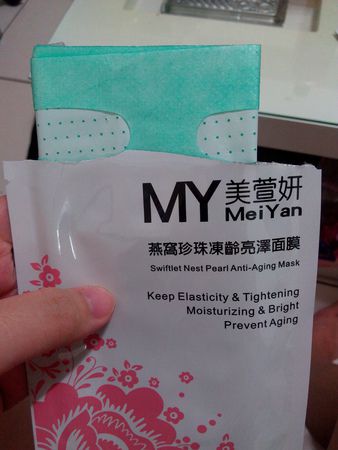 MY 美萱妍
MeiYan
燕窩珍珠凍齡亮澤面膜
Swiftlet Nest Pearl Anti-Aging Mask
Keep Elasticity & Tightening
Moisturizing & Bright
Prevent Aging